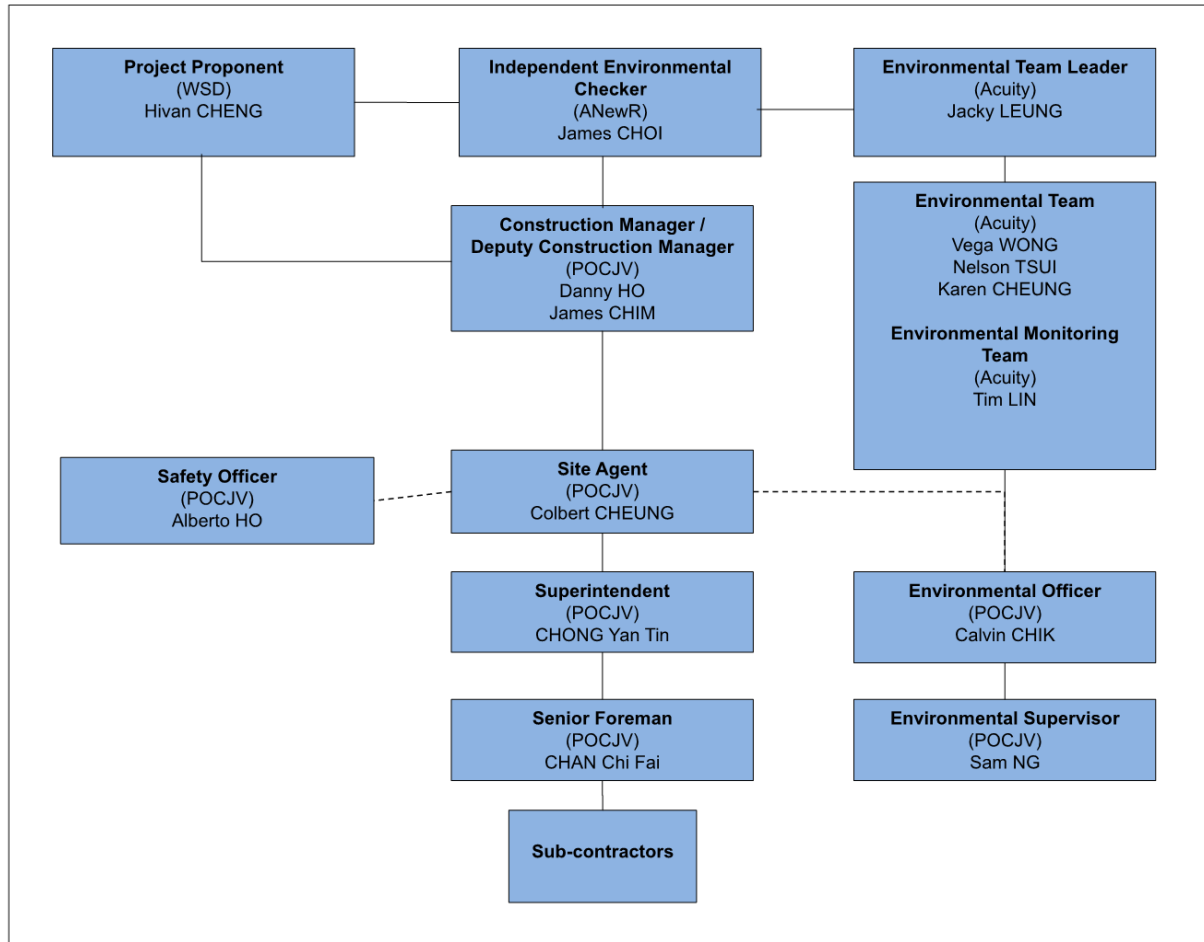 Project Proponent
(WSD)
Hivan CHENG
Independent Environmental
Checker
(ANewR)
James CHOI
Environmental Team Leader
(Acuity)
Jacky LEUNG
Construction Manager /
Deputy Construction Manager
(POCJV)
Danny HO
James CHIM
Environmental Team
(Acuity)
Vega WONG
Nelson TSUI
Karen CHEUNG
Environmental Monitoring
Team
(Acuity)
Tim LIN
Safety Officer
(POCJV)
Alberto HO
Site Agent
(POCJV)
Colbert CHEUNG
Superintendent
(POCJV)
CHONG Yan Tin
Environmental Officer
(POCJV)
Calvin CHIK
Senior Foreman
(POCJV)
CHAN Chi Fai
Environmental Supervisor
(POCJV)
Sam NG
Sub-contractors